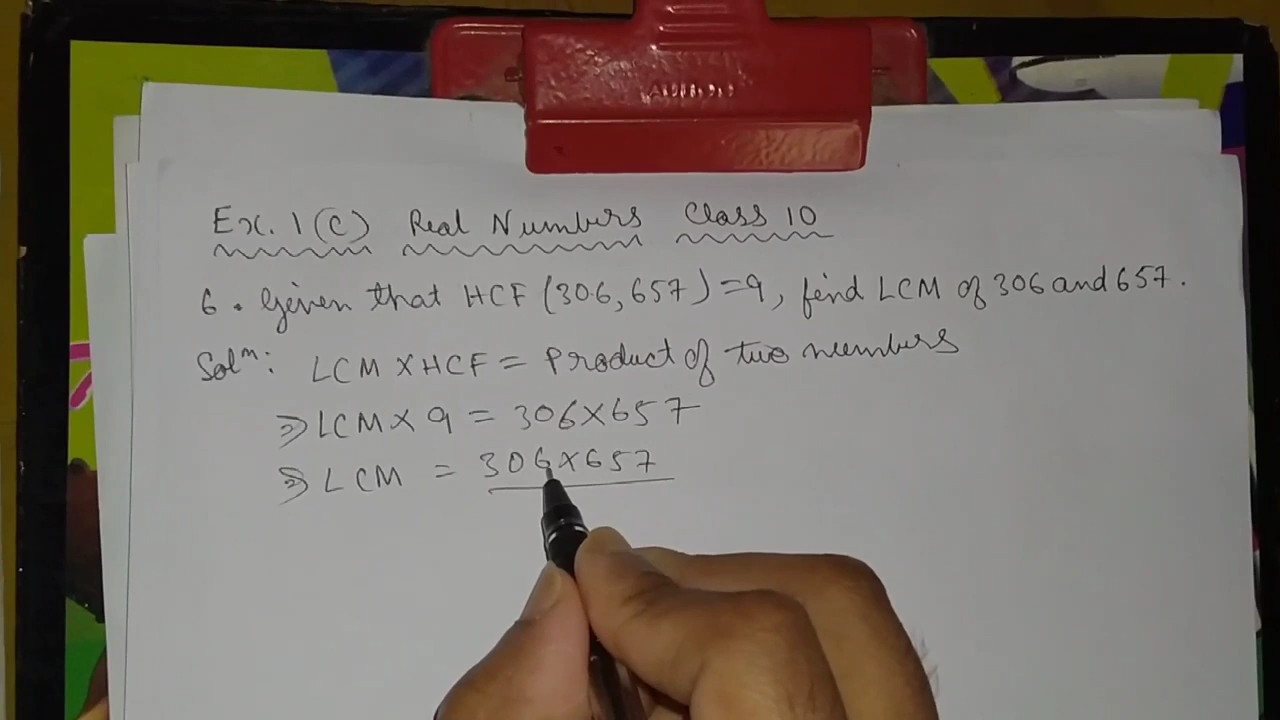 Ex. 1(C) Real Numbers Class 10
6. Given that HCF (306, 657) = 9, find LCM of 306 and 657.
Solⁿ: LCM X HCF = Product of two numbers
⇒ LCM X 9 = 306 X 657
⇒ LCM = 306 X 657